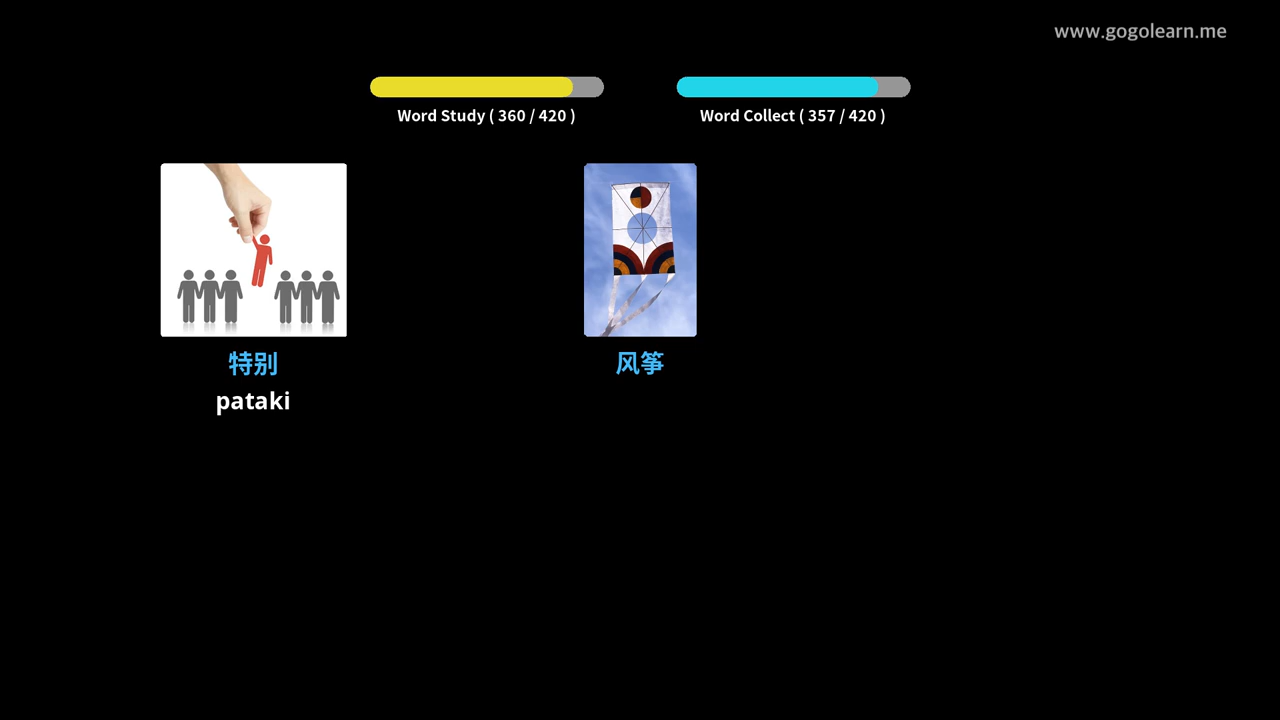 www.gogolearn.me
Word Study ( 360 / 420 )
Word Collect ( 357 / 420 )
特别
风筝
pataki